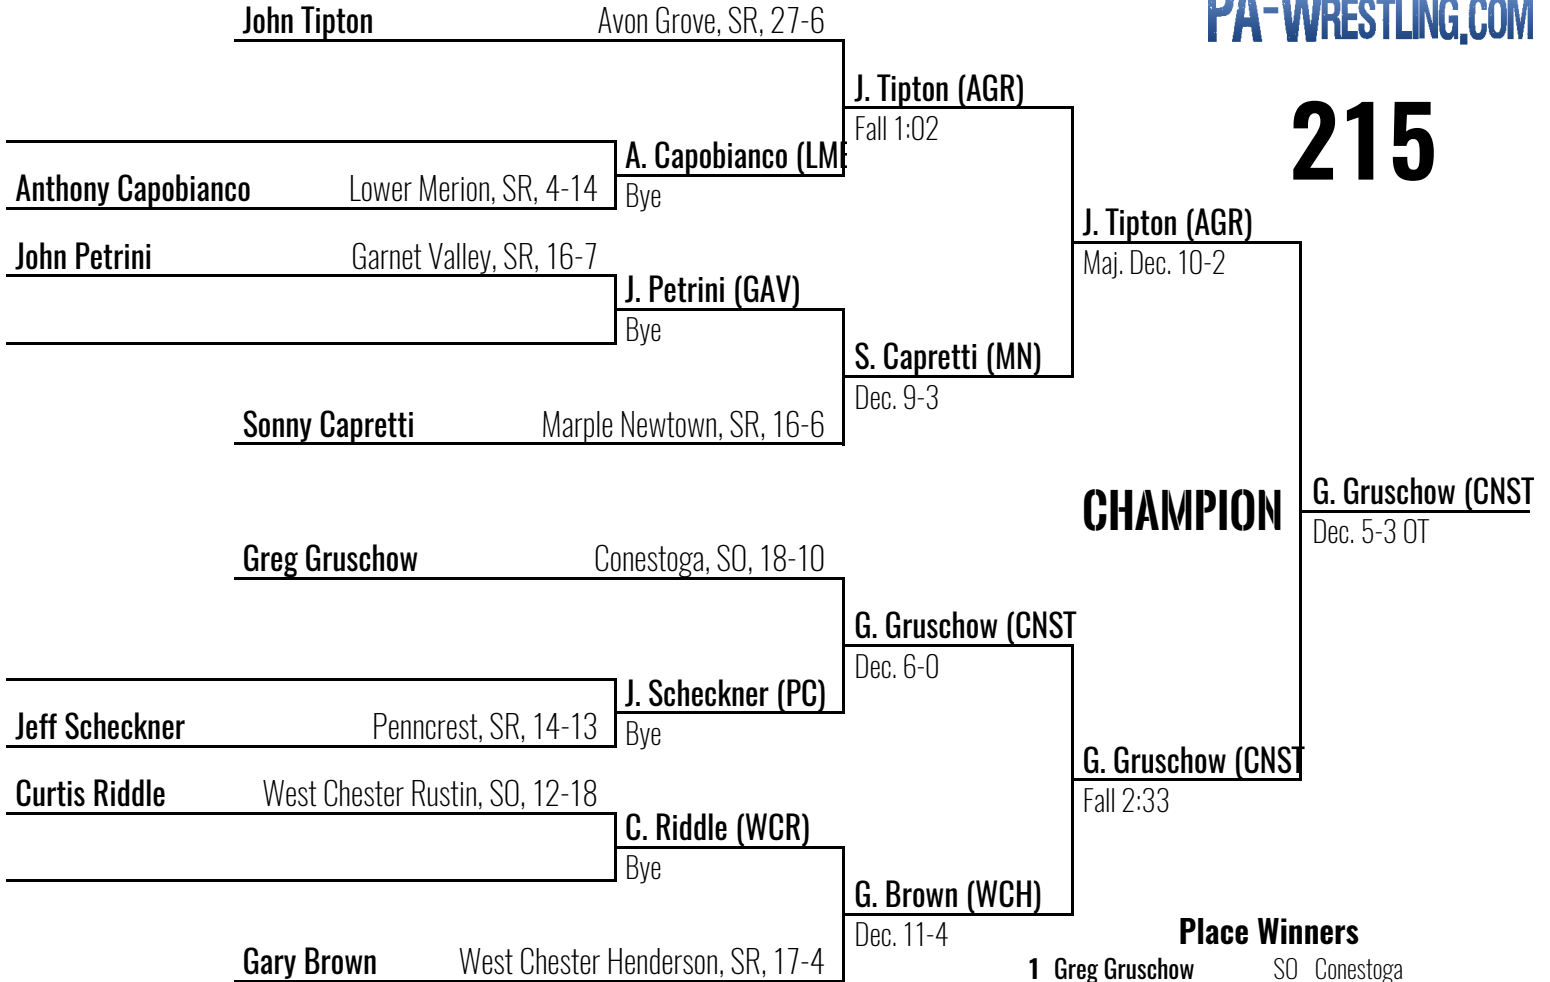 PA-WRESTLING.COM
215
John Tipton Avon Grove, SR, 27-6
J. Tipton (AGR)
Fall 1:02
A. Capobianco (LME
Anthony Capobianco Lower Merion, SR, 4-14
Bye
J. Tipton (AGR)
Maj. Dec. 10-2
John Petrini Garnet Valley, SR, 16-7
J. Petrini (GAV)
Bye
S. Capretti (MN)
Dec. 9-3
Sonny Capretti Marple Newtown, SR, 16-6
CHAMPION
G. Gruschow (CNST
Dec. 5-3 OT
Greg Gruschow Conestoga, SO, 18-10
G. Gruschow (CNST
Dec. 6-0
J. Scheckner (PC)
Jeff Scheckner Penncrest, SR, 14-13
Bye
G. Gruschow (CNST
Fall 2:33
Curtis Riddle West Chester Rustin, SO, 12-18
C. Riddle (WCR)
Bye
G. Brown (WCH)
Dec. 11-4
Gary Brown West Chester Henderson, SR, 17-4
Place Winners
1 Greg Gruschow SO Conestoga